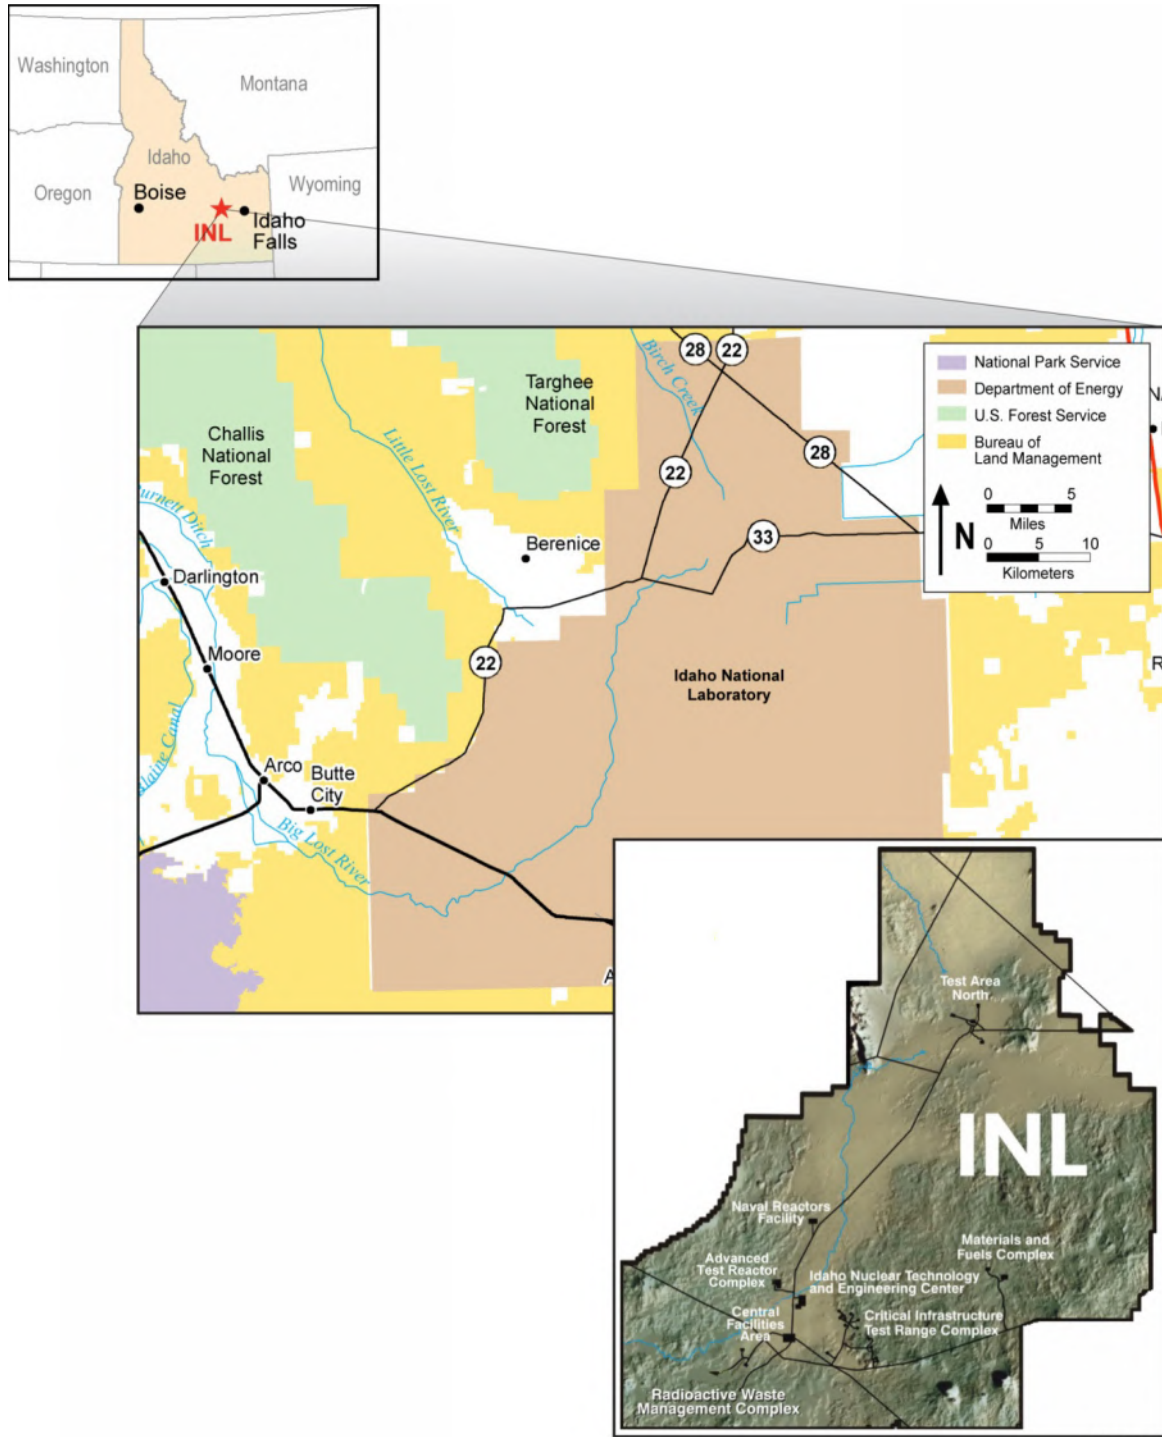 Washington
Montana
Idaho
Oregon
Boise
Wyoming
INL
Idaho
Falls
28
22
Birch Creek
Targhee
National
Forest
Challis
National
Forest
Little Lost River
National Park Service
Department of Energy
U.S. Forest Service
Bureau of
Land Management
0 5
Miles
0 5 10
Kilometers
N
22
28
33
Berenice
Ditch
Darlington
Moore
22
Idaho National
Laboratory
Canal
Arco
Butte
City
Big Lost River
R
A
Test Area
North
INL
Naval Reactors
Facility
Materials and
Fuels Complex
Advanced
Test Reactor
Complex
Idaho Nuclear Technology
and Engineering Center
Central
Facilities
Area
Critical Infrastructure
Test Range Complex
Radioactive Waste
Management Complex